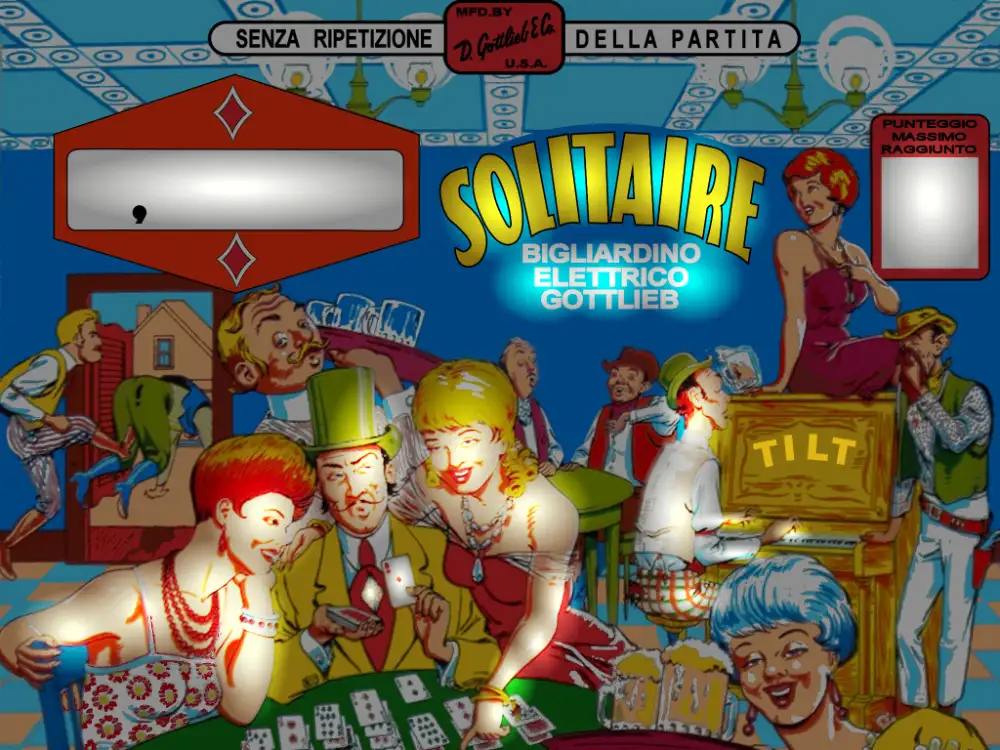 MFD.BY
D. Gottlieb & Co.
U.S.A.
SENZA RIPETIZIONE
DELLA PARTITA
PUNTEGGIO
MASSIMO
RAGGIUNTO
SOLITAIRE
BIGLIARDINO
ELETTRICO
GOTTLIEB
TILT